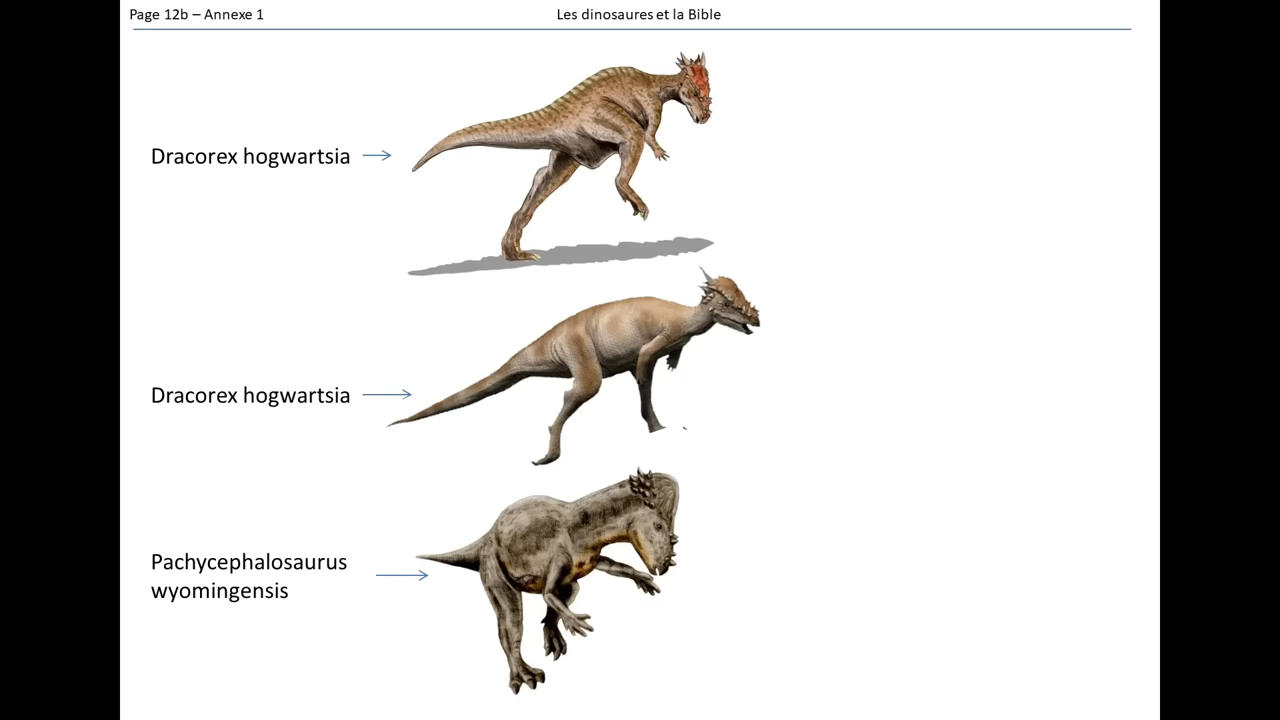 Page 12b – Annexe 1
Les dinosaures et la Bible
Dracorex hogwartsia
Dracorex hogwartsia
Pachycephalosaurus
wyomingensis